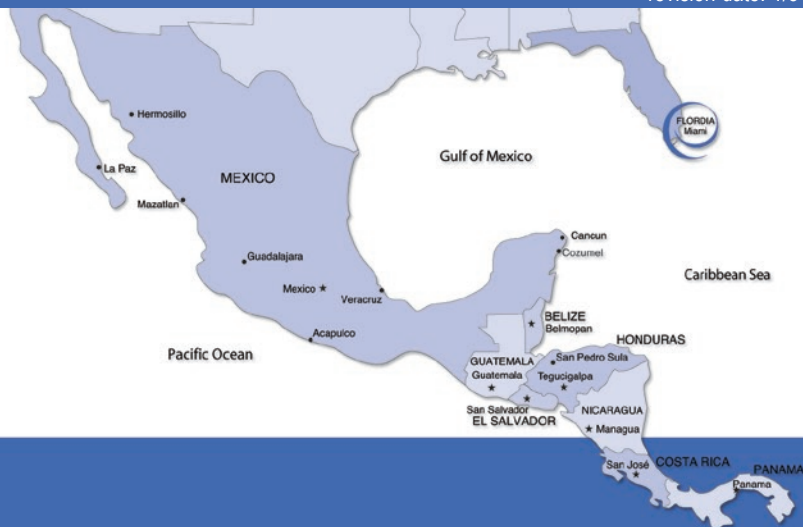 Hermosillo
FLORDIA
Miami
Gulf of Mexico
La Paz
MEXICO
Mazatlan
Cancun
Cozumel
Guadalajara
Caribbean Sea
Mexico
Veracruz
BELIZE
Belmopan
Acapulco
HONDURAS
Pacific Ocean
San Pedro Sula
GUATEMALA
Guatemala
Tegucigalpa
San Salvador
EL SALVADOR
NICARAGUA
Managua
San José
COSTA RICA
PANAMA
Panama